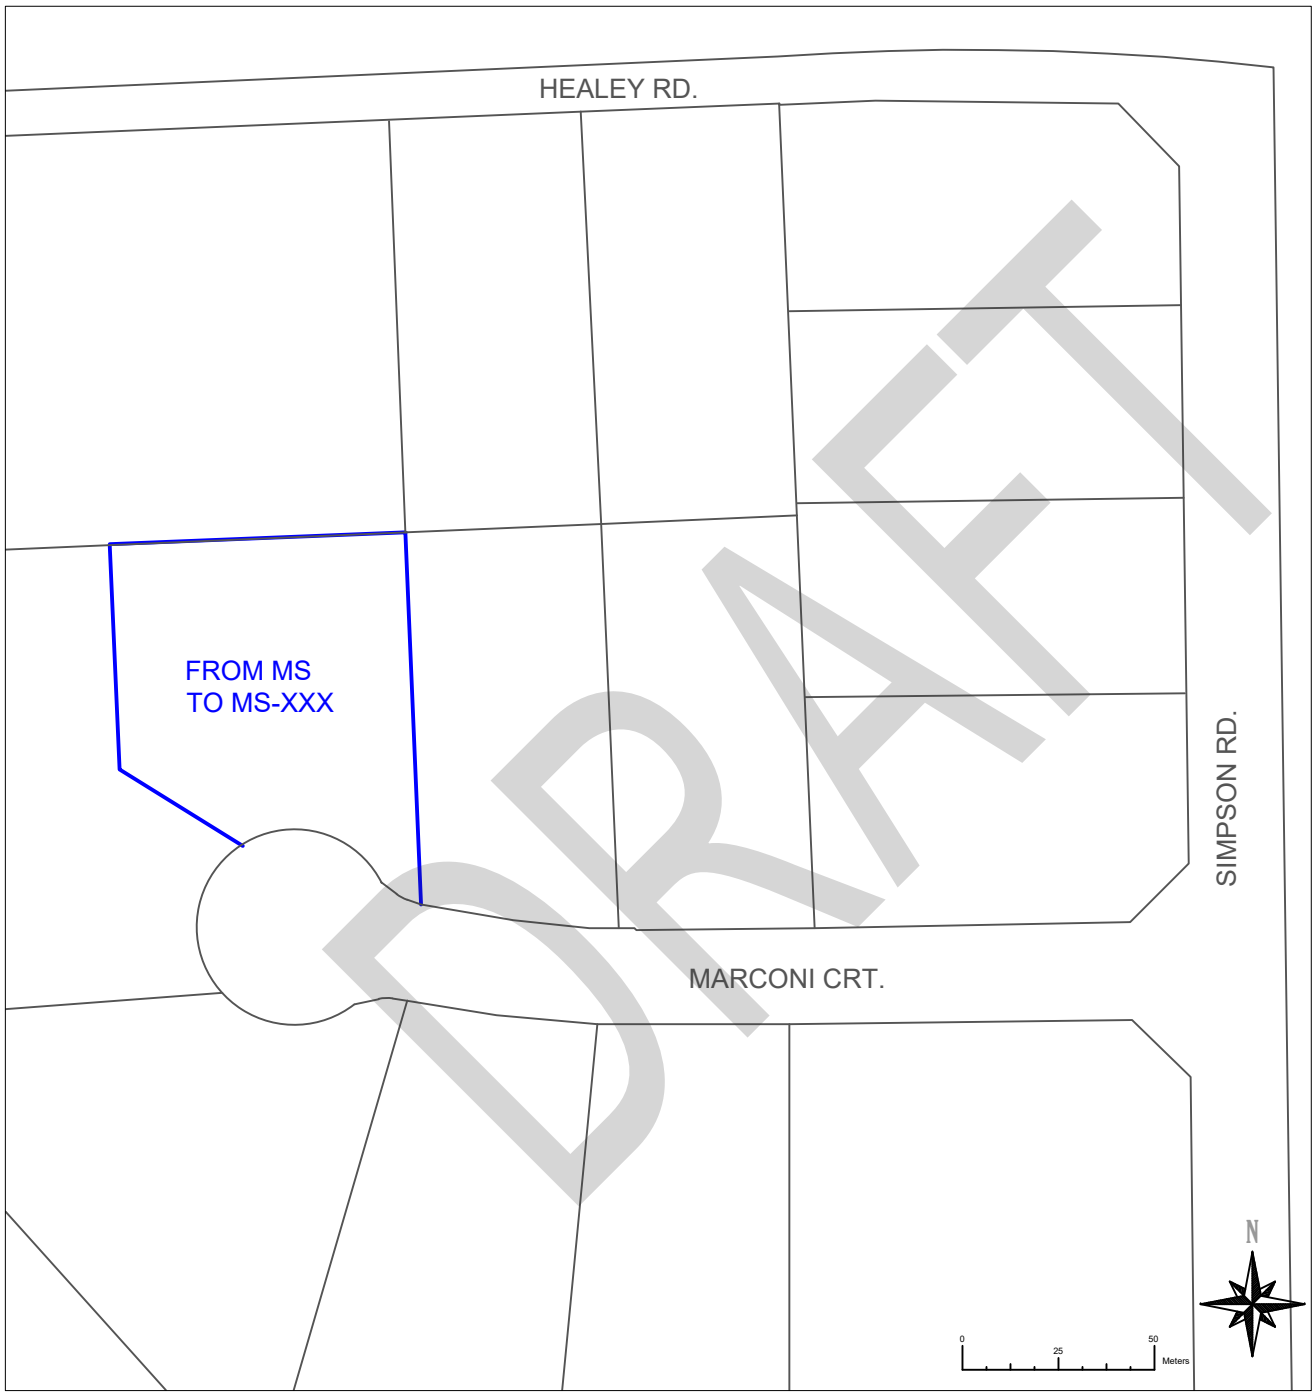 HEALEY RD.
DRAFT
FROM MS
TO MS-XXX
SIMPSON RD.
MARCONI CRT.
N
0 25 50
Meters